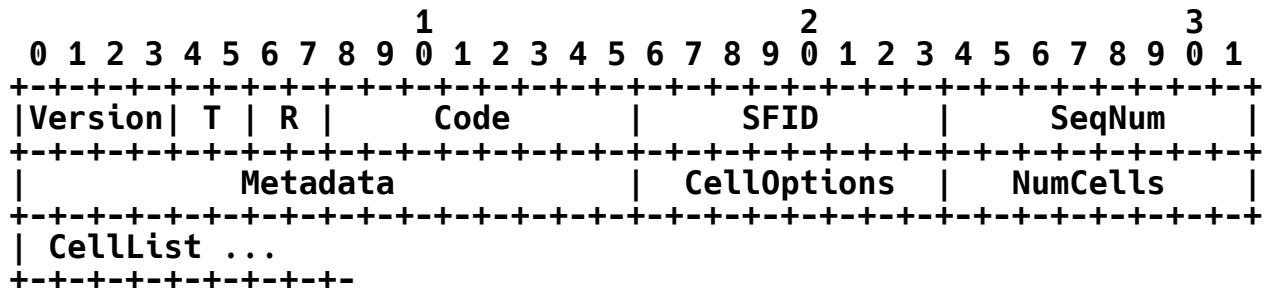 1                   2                   3
 0 1 2 3 4 5 6 7 8 9 0 1 2 3 4 5 6 7 8 9 0 1 2 3 4 5 6 7 8 9 0 1
+-+-+-+-+-+-+-+-+-+-+-+-+-+-+-+-+-+-+-+-+-+-+-+-+-+-+-+-+-+-+-+-+
|Version| T | R |     Code      |     SFID      |     SeqNum    |
+-+-+-+-+-+-+-+-+-+-+-+-+-+-+-+-+-+-+-+-+-+-+-+-+-+-+-+-+-+-+-+-+
|           Metadata            |  CellOptions  |   NumCells    |
+-+-+-+-+-+-+-+-+-+-+-+-+-+-+-+-+-+-+-+-+-+-+-+-+-+-+-+-+-+-+-+-+
| CellList ...
+-+-+-+-+-+-+-+-+-